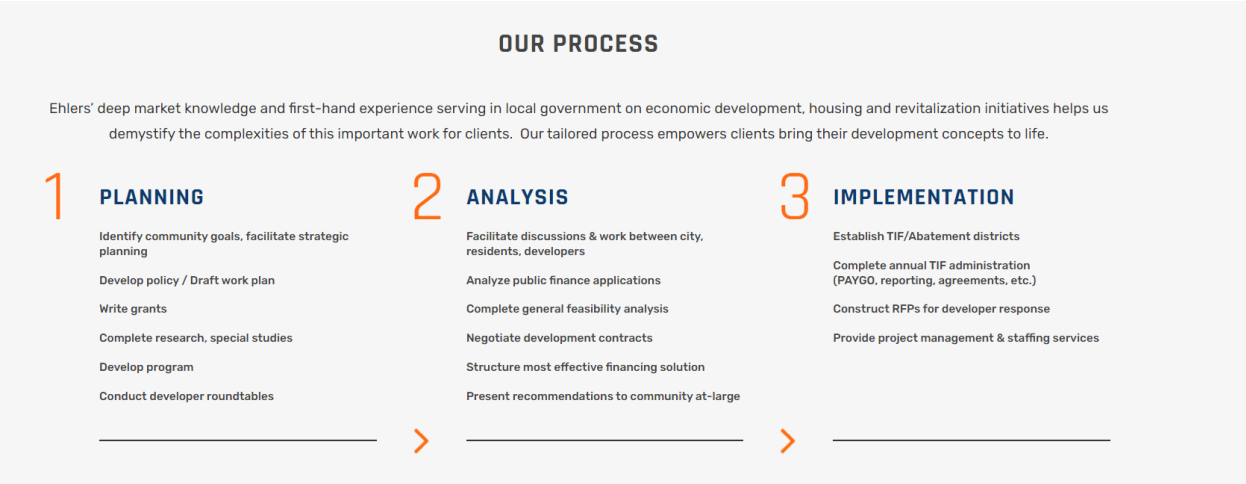 OUR PROCESS
Ehlers' deep market knowledge and first-hand experience serving in local government on economic development, housing and revitalization initiatives helps us
demystify the complexities of this important work for clients.  Our tailored process empowers clients bring their development concepts to life.
1
PLANNING
Identify community goals, facilitate strategic
planning
Develop policy / Draft work plan
Write grants
Complete research, special studies
Develop program
Conduct developer roundtables
2
ANALYSIS
Facilitate discussions & work between city,
residents, developers
Analyze public finance applications
Complete general feasibility analysis
Negotiate development contracts
Structure most effective financing solution
Present recommendations to community at-large
3
IMPLEMENTATION
Establish TIF/Abatement districts
Complete annual TIF administration
(PAYGO, reporting, agreements, etc.)
Construct RFPs for developer response
Provide project management & staffing services